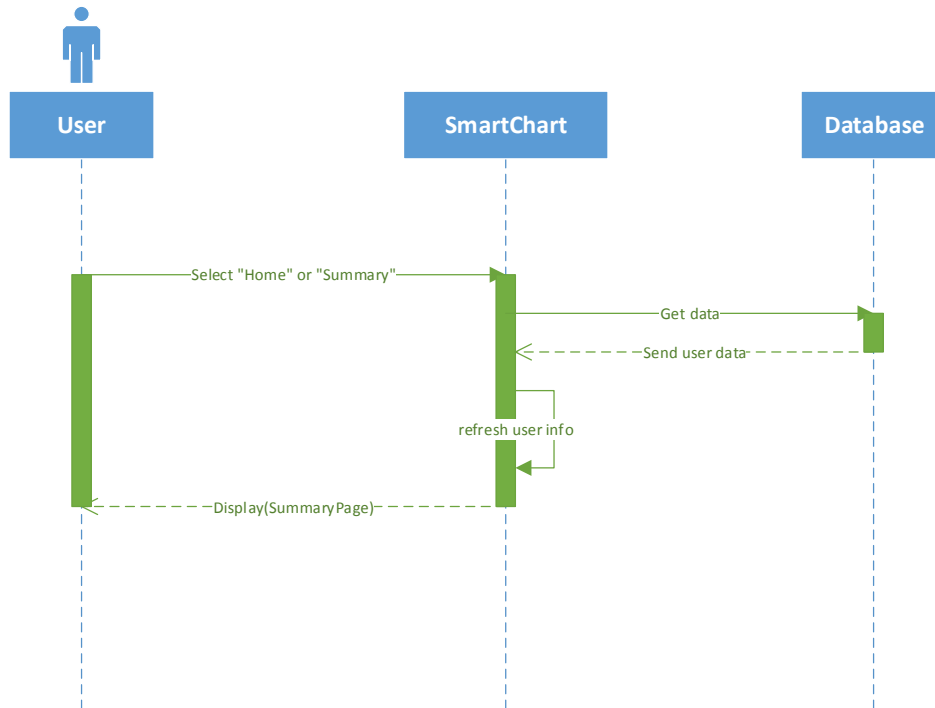 User
SmartChart
Database
Select "Home" or "Summary"
Get data
Send user data
refresh user info
Display(SummaryPage)